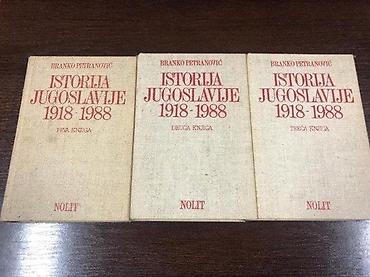 BRANKO PETRANOVIĆ
ISTORIJA
JUGOSLAVIJE
1918-1988
PRVA KNJIGA
NOLIT
BRANKO PETRANOVIĆ
ISTORIJA
JUGOSLAVIJE
1918-1988
DRUGA KNJIGA
NOLIT
BRANKO PETRANOVIĆ
ISTORIJA
JUGOSLAVIJE
1918-1988
TREĆA KNJIGA
NOLIT